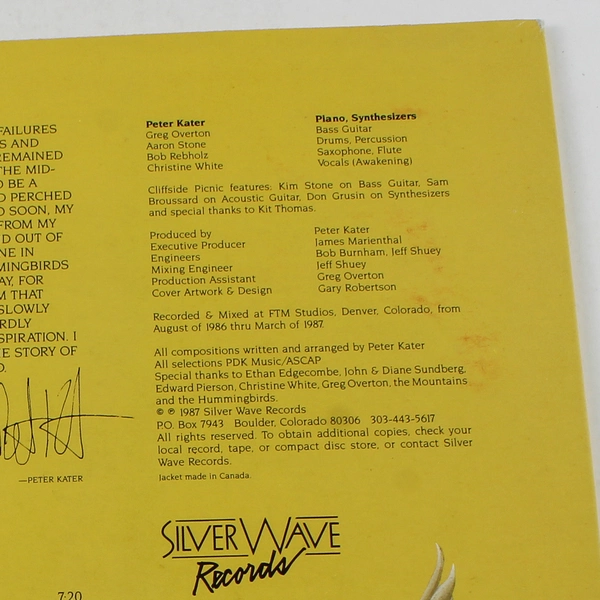 FAILURES
S AND
REMAINED
THE MID-
O BE A
D PERCHED
D SOON, MY
FROM MY
D OUT OF
NE IN
MINGBIRDS
AY, FOR
M THAT
SLOWLY
RDLY
SPIRATION. I
E STORY OF
D.
—PETER KATER
7:20
Peter Kater Piano, Synthesizers
Greg Overton Bass Guitar
Aaron Stone Drums, Percussion
Bob Rebholz Saxophone, Flute
Christine White Vocals (Awakening)
Cliffside Picnic features; Kim Stone on Bass Guitar, Sam
Broussard on Acoustic Guitar, Don Grusin on Synthesizers
and special thanks to Kit Thomas.
Produced by Peter Kater
Executive Producer James Marienthal
Engineers Bob Burnham, Jeff Shuey
Mixing Engineer Jeff Shuey
Production Assistant Greg Overton
Cover Artwork & Design Gary Robertson
Recorded & Mixed at FTM Studios, Denver, Colorado, from
August of 1986 thru March of 1987.
All compositions written and arranged by Peter Kater
All selections PDK Music/ASCAP
Special thanks to Ethan Edgecombe, John & Diane Sundberg,
Edward Pierson, Christine White, Greg Overton, the Mountains
and the Hummingbirds.
© ℗ 1987 Silver Wave Records
P.O. Box 7943 Boulder, Colorado 80306 303-443-5617
All rights reserved. To obtain additional copies, check your
local record, tape, or compact disc store, or contact Silver
Wave Records.
Jacket made in Canada.
SILVER WAVE
Records